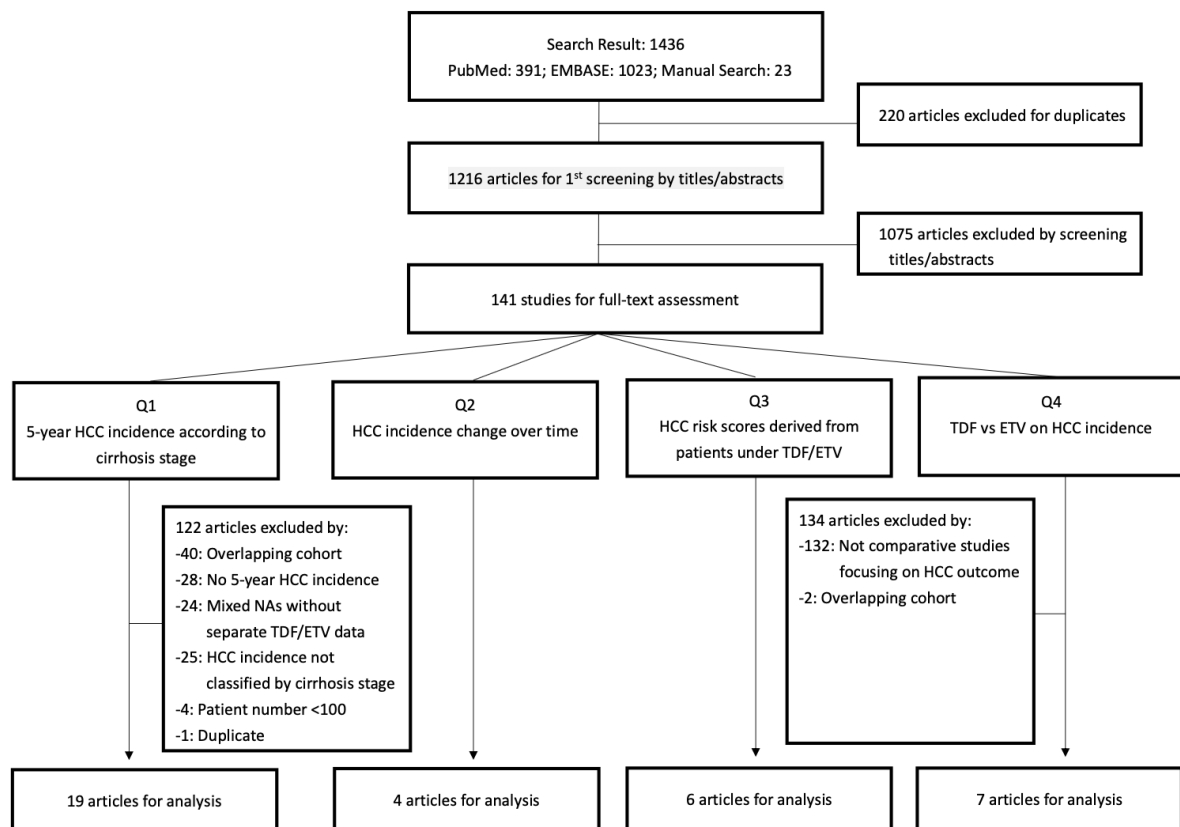 Search Result: 1436
PubMed: 391; EMBASE: 1023; Manual Search: 23
220 articles excluded for duplicates
1216 articles for 1st screening by titles/abstracts
1075 articles excluded by screening
titles/abstracts
141 studies for full-text assessment
Q1
5-year HCC incidence according to
cirrhosis stage
Q2
HCC incidence change over time
Q3
HCC risk scores derived from
patients under TDF/ETV
Q4
TDF vs ETV on HCC incidence
122 articles excluded by:
-40: Overlapping cohort
-28: No 5-year HCC incidence
-24: Mixed NAs without
separate TDF/ETV data
-25: HCC incidence not
classified by cirrhosis stage
-4: Patient number <100
-1: Duplicate
134 articles excluded by:
-132: Not comparative studies
focusing on HCC outcome
-2: Overlapping cohort
19 articles for analysis
4 articles for analysis
6 articles for analysis
7 articles for analysis